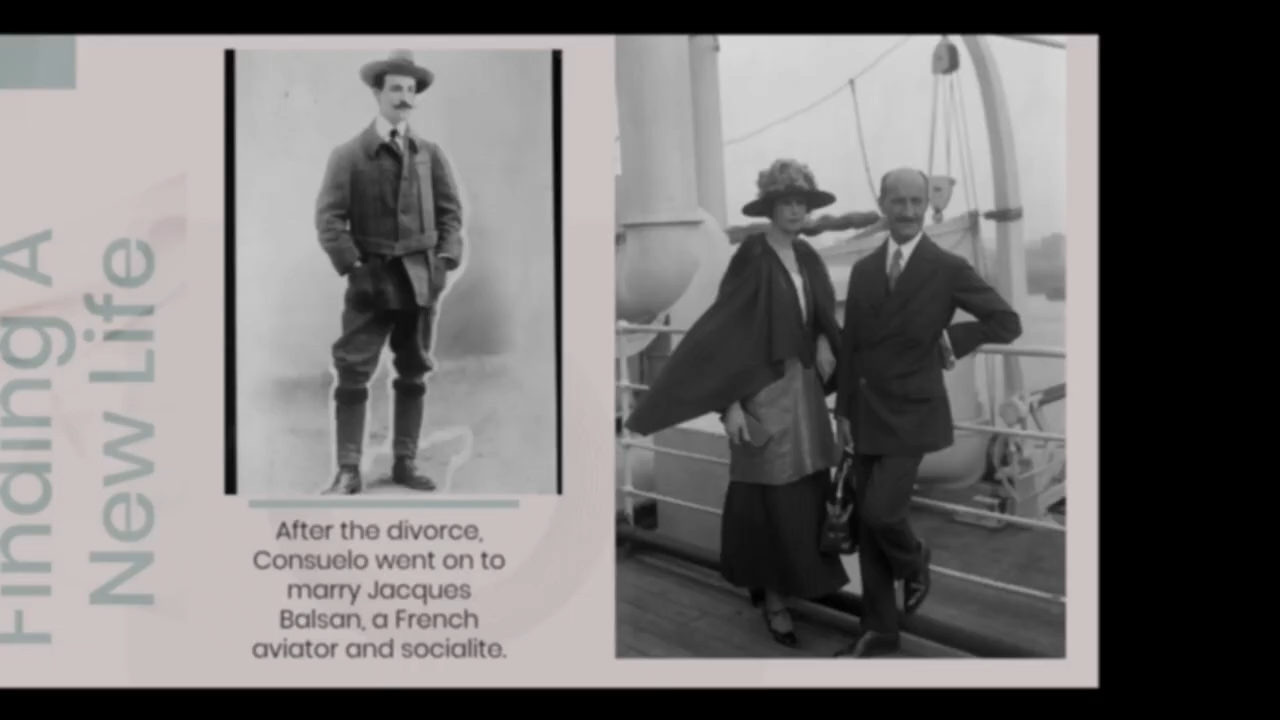 Finding A
New Life
After the divorce,
Consuelo went on to
marry Jacques
Balsan, a French
aviator and socialite.